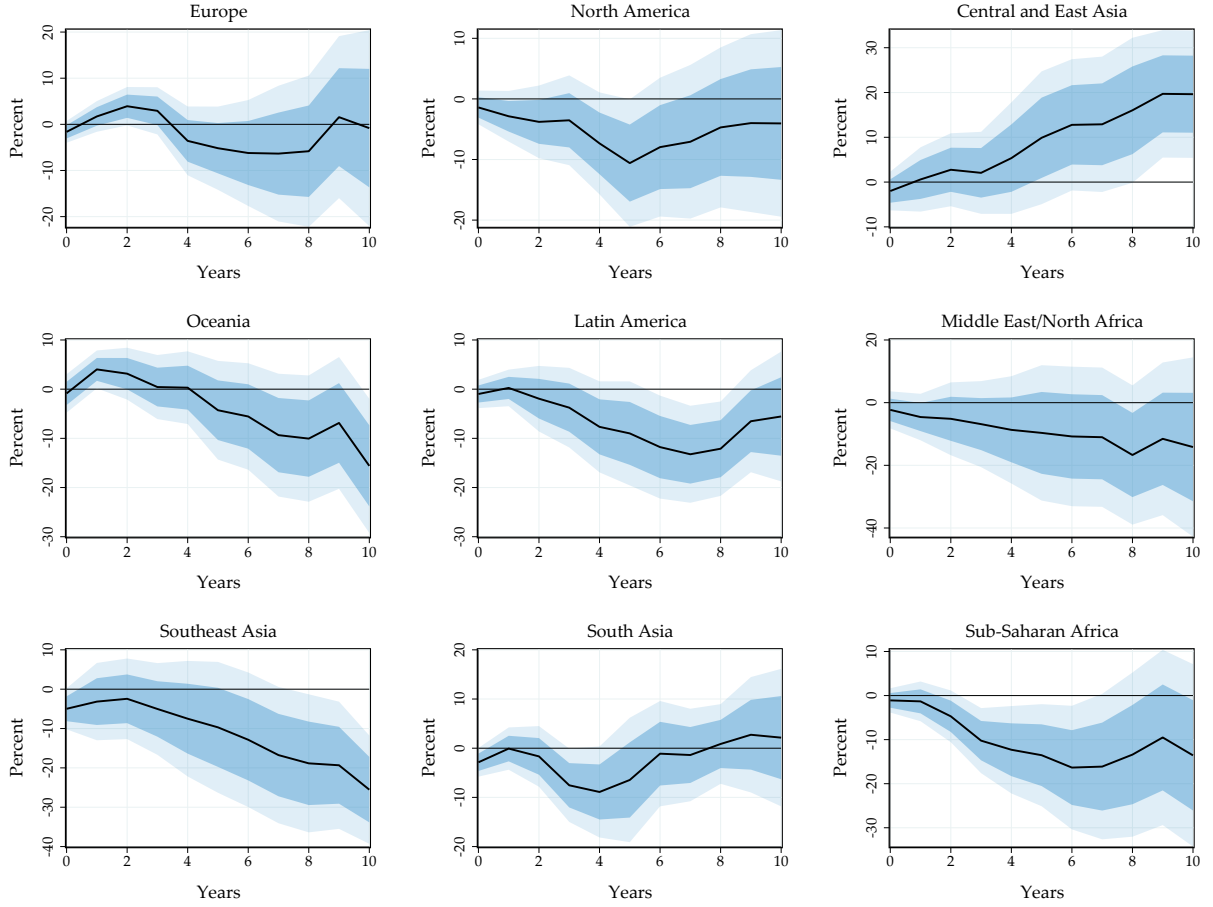 Europe
20
10
0
-10
-20
Percent
0 2 4 6 8 10
Years
North America
10
0
-10
-20
Percent
0 2 4 6 8 10
Years
Central and East Asia
30
20
10
0
-10
Percent
0 2 4 6 8 10
Years
Oceania
10
0
-10
-20
-30
Percent
0 2 4 6 8 10
Years
Latin America
10
0
-10
-20
-30
Percent
0 2 4 6 8 10
Years
Middle East/North Africa
20
0
-20
-40
Percent
0 2 4 6 8 10
Years
Southeast Asia
10
0
-10
-20
-30
-40
Percent
0 2 4 6 8 10
Years
South Asia
20
10
0
-10
-20
Percent
0 2 4 6 8 10
Years
Sub-Saharan Africa
10
0
-10
-20
-30
Percent
0 2 4 6 8 10
Years